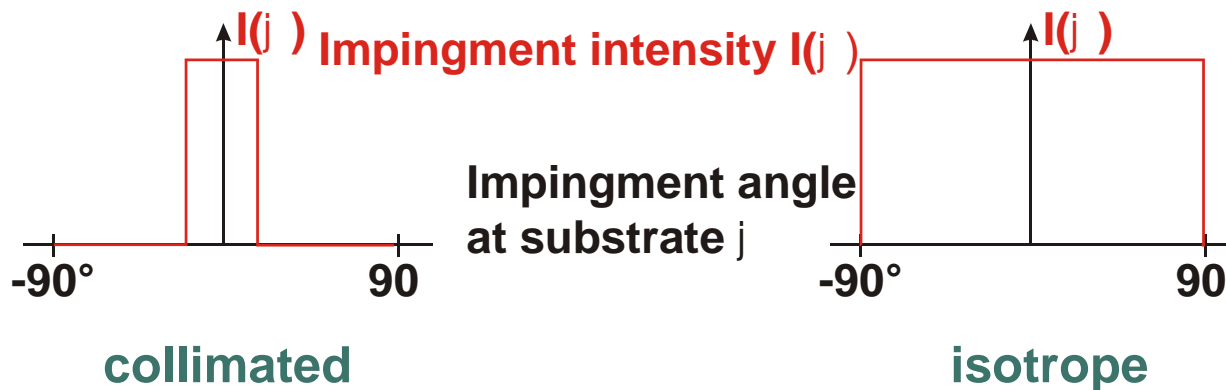 I(j )
Impingment intensity I(j )
I(j )
Impingment angle
at substrate j
-90°
90
-90°
90
collimated
isotrope